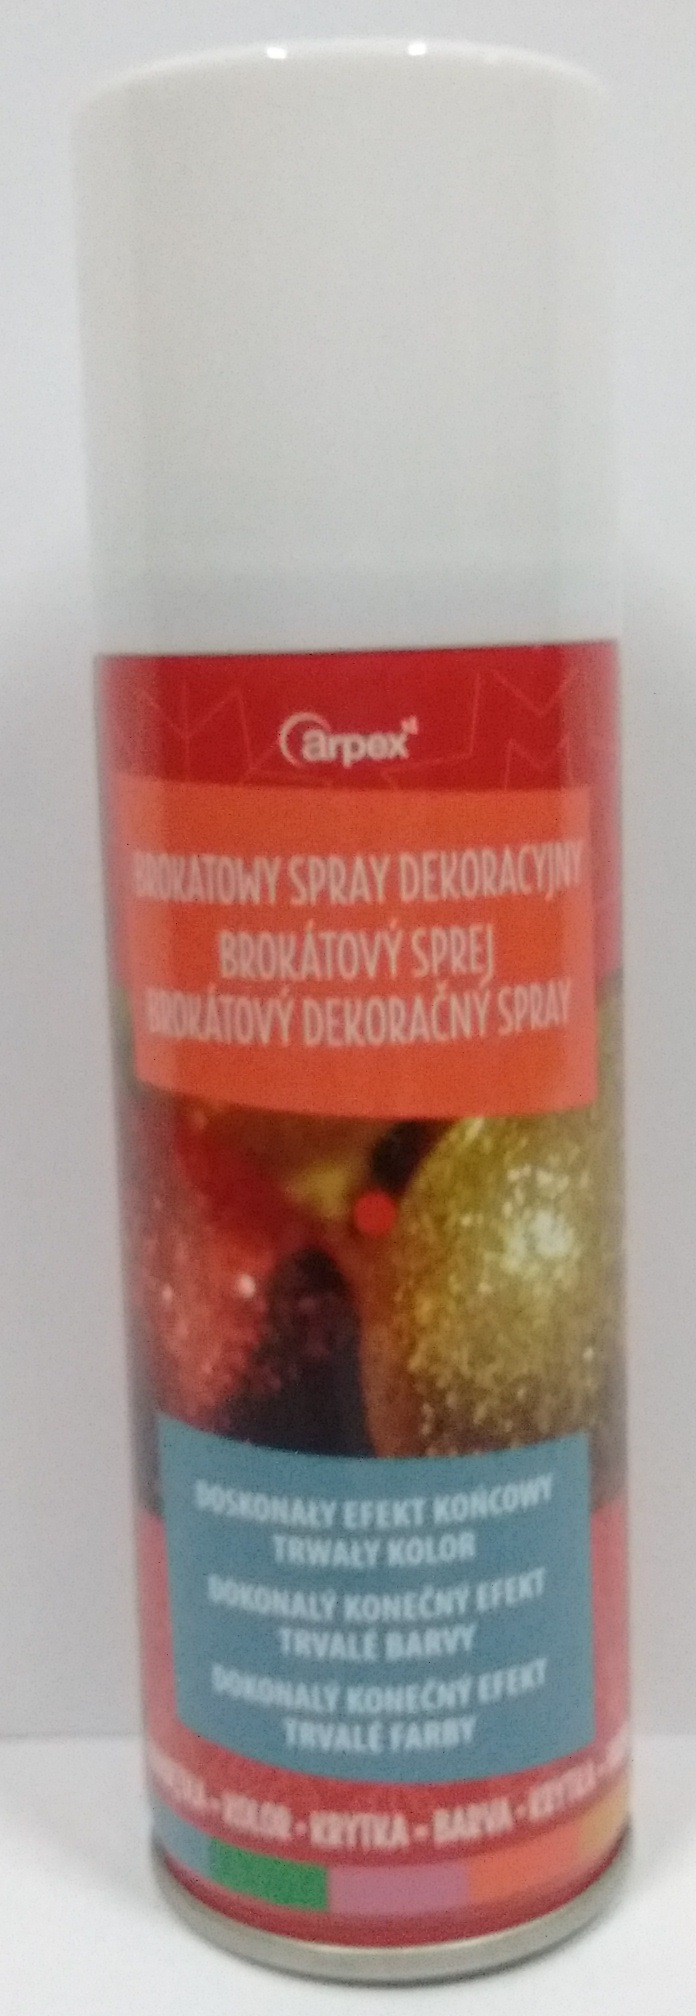 arpex
BROKATOWY SPRAY DEKORACYJNY
BROKÁTOVÝ SPREJ
BROKÁTOVÝ DEKORAČNÝ SPRAY
DOSKONAŁY EFEKT KOŃCOWY
TRWAŁY KOLOR
DOKONALÝ KONEČNÝ EFEKT
TRVALÉ BARVY
DOKONALÝ KONEČNÝ EFEKT
TRVALÉ FARBY
- KOLOR - KRYTKA - BARVA - KRYTKA -